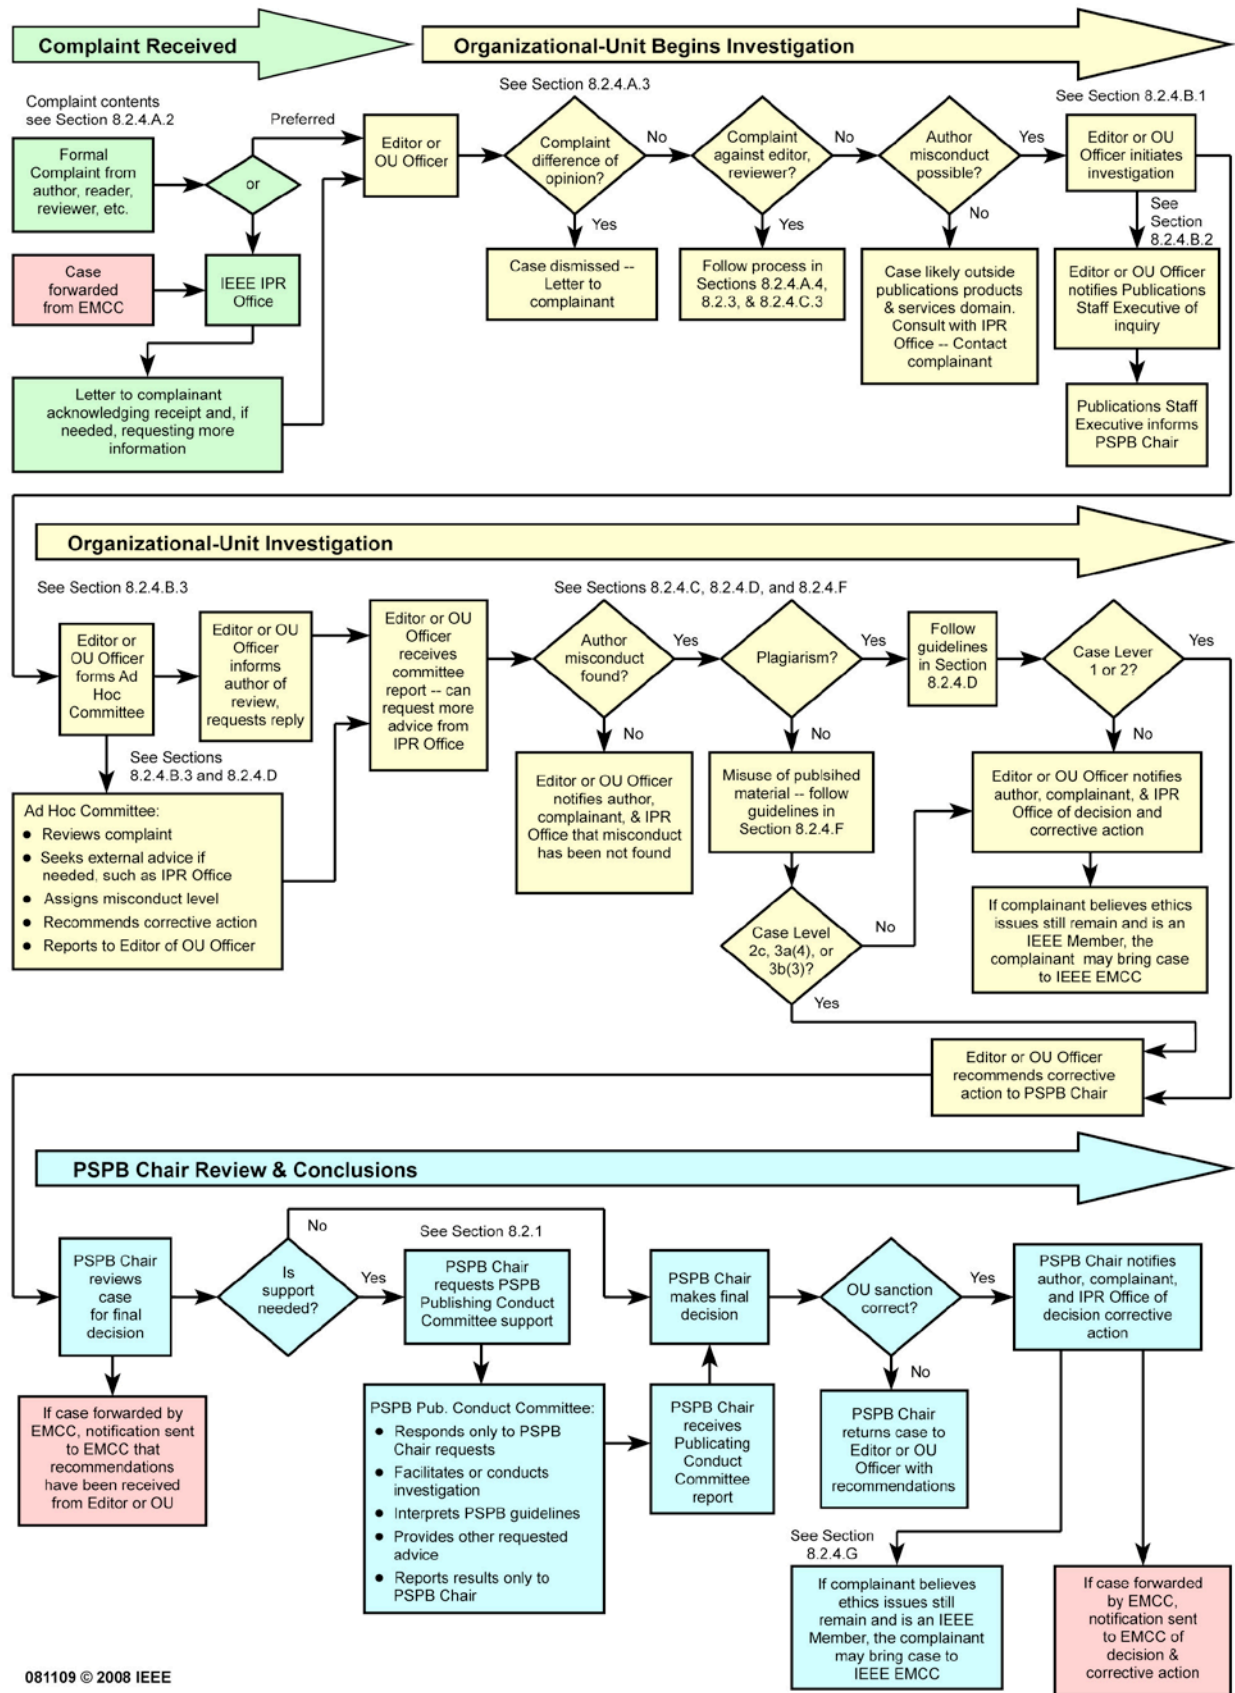 Complaint Received
Organizational-Unit Begins Investigation
Complaint contents
see Section 8.2.4.A.2
Formal
Complaint from
author, reader,
reviewer, etc.
or
Preferred
Case
forwarded
from EMCC
IEEE IPR
Office
Letter to complainant
acknowledging receipt and, if
needed, requesting more
information
Editor or
OU Officer
See Section 8.2.4.A.3
Complaint
difference of
opinion?
No
Yes
Case dismissed --
Letter to
complainant
Complaint
against editor,
reviewer?
No
Yes
Follow process in
Sections 8.2.4.A.4,
8.2.3, & 8.2.4.C.3
Author
misconduct
possible?
Yes
No
Case likely outside
publications products
& services domain.
Consult with IPR
Office -- Contact
complainant
See Section 8.2.4.B.1
Editor or OU
Officer initiates
investigation
See
Section
8.2.4.B.2
Editor or OU Officer
notifies Publications
Staff Executive of
inquiry
Publications Staff
Executive informs
PSPB Chair
Organizational-Unit Investigation
See Section 8.2.4.B.3
Editor or
OU Officer
forms Ad
Hoc
Committee
Editor or OU
Officer
informs
author of
review,
requests reply
See Sections
8.2.4.B.3 and 8.2.4.D
Ad Hoc Committee:
● Reviews complaint
● Seeks external advice if
needed, such as IPR Office
● Assigns misconduct level
● Recommends corrective action
● Reports to Editor of OU Officer
Editor or OU
Officer
receives
committee
report -- can
request more
advice from
IPR Office
See Sections 8.2.4.C, 8.2.4.D, and 8.2.4.F
Author
misconduct
found?
Yes
No
Editor or OU Officer
notifies author,
complainant, & IPR
Office that misconduct
has been not found
Plagiarism?
Yes
No
Misuse of pubIsihed
material -- follow
guidelines in
Section 8.2.4.F
Case Level
2c, 3a(4), or
3b(3)?
No
Yes
Follow
guidelines
in Section
8.2.4.D
Case Lever
1 or 2?
Yes
No
Editor or OU Officer notifies
author, complainant, & IPR
Office of decision and
corrective action
If complainant believes ethics
issues still remain and is an
IEEE Member, the
complainant may bring case
to IEEE EMCC
Editor or OU Officer
recommends corrective
action to PSPB Chair
PSPB Chair Review & Conclusions
PSPB Chair
reviews
case
for final
decision
If case forwarded by
EMCC, notification sent
to EMCC that
recommendations
have been received
from Editor or OU
Is
support
needed?
No
Yes
See Section 8.2.1
PSPB Chair
requests PSPB
Publishing Conduct
Committee support
PSPB Pub. Conduct Committee:
● Responds only to PSPB
Chair requests
● Facilitates or conducts
investigation
● Interprets PSPB guidelines
● Provides other requested
advice
● Reports results only to
PSPB Chair
PSPB Chair
makes final
decision
PSPB Chair
receives
Publicating
Conduct
Committee
report
OU sanction
correct?
Yes
No
PSPB Chair
returns case to
Editor or OU
Officer with
recommendations
PSPB Chair notifies
author, complainant,
and IPR Office of
decision corrective
action
See Section
8.2.4.G
If complainant believes
ethics issues still
remain and is an IEEE
Member, the complainant
may bring case to
IEEE EMCC
If case forwarded
by EMCC,
notification sent
to EMCC of
decision &
corrective action
081109 © 2008 IEEE